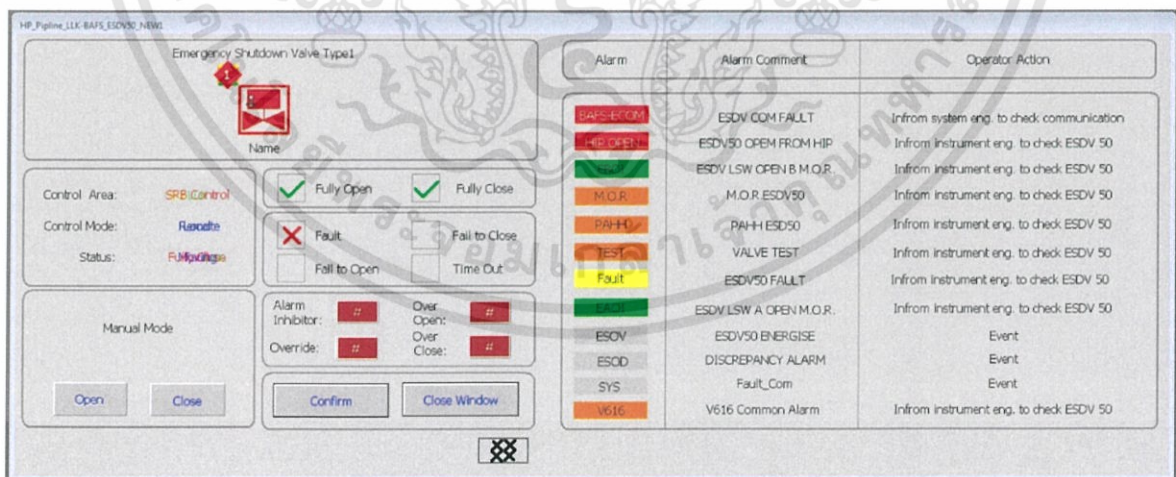 HP_Pipline_LLK-BAFS_ESDV50_NEW1
Emergency Shutdown Valve Type1
1
Name
Control Area:
Control Mode:
Status:
Fully Open
Fully Close
Fault
Fail to Close
Fail to Open
Time Out
Manual Mode
Open
Close
Alarm Inhibitor: #
Over Open: #
Override: #
Over Close: #
Confirm
Close Window
Alarm Alarm Comment Operator Action
BAFS-ECOM ESDV COM FAULT Infrom system eng. to check communication
HIP OPEN ESDV50 OPEM FROM HIP Infrom instrument eng. to check ESDV 50
ESDV LSW OPEN B M.O.R. Infrom instrument eng. to check ESDV 50
M.O.R M.O.R ESDV50 Infrom instrument eng. to check ESDV 50
PAHH PAHH ESD50 Infrom instrument eng. to check ESDV 50
TEST VALVE TEST Infrom instrument eng. to check ESDV 50
Fault ESDV50 FAULT Infrom instrument eng. to check ESDV 50
ESDV LSW A OPEN M.O.R. Infrom instrument eng. to check ESDV 50
ESOV ESDV50 ENERGISE Event
ESOD DISCREPANCY ALARM Event
SYS Fault_Com Event
V616 V616 Common Alarm Infrom instrument eng. to check ESDV 50